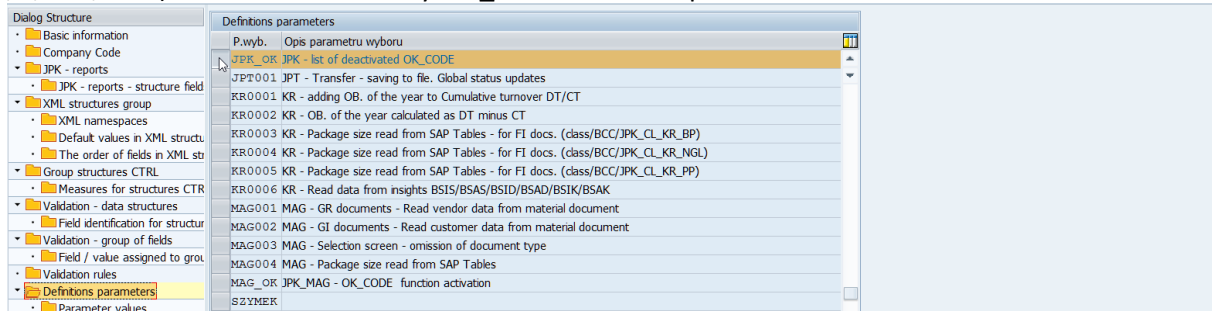 Dialog Structure
Basic information
Company Code
JPK - reports
JPK - reports - structure field
XML structures group
XML namespaces
Default values in XML structu
The order of fields in XML str
Group structures CTRL
Measures for structures CTR
Validation - data structures
Field identification for structur
Validation - group of fields
Field / value assigned to grou
Validation rules
Definitions parameters
Parameter values
Definitions parameters
P.wyb. Opis parametru wyboru
JPK_OK JPK - list of deactivated OK_CODE
JPT001 JPT - Transfer - saving to file. Global status updates
KR0001 KR - adding OB. of the year to Cumulative turnover DT/CT
KR0002 KR - OB. of the year calculated as DT minus CT
KR0003 KR - Package size read from SAP Tables - for FI docs. (class/BCC/JPK_CL_KR_BP)
KR0004 KR - Package size read from SAP Tables - for FI docs. (class/BCC/JPK_CL_KR_NGL)
KR0005 KR - Package size read from SAP Tables - for FI docs. (class/BCC/JPK_CL_KR_PP)
KR0006 KR - Read data from insights BSIS/BSAS/BSID/BSAD/BSIK/BSAK
MAG001 MAG - GR documents - Read vendor data from material document
MAG002 MAG - GI documents - Read customer data from material document
MAG003 MAG - Selection screen - omission of document type
MAG004 MAG - Package size read from SAP Tables
MAG_OK JPK_MAG - OK_CODE function activation
SZYMEK